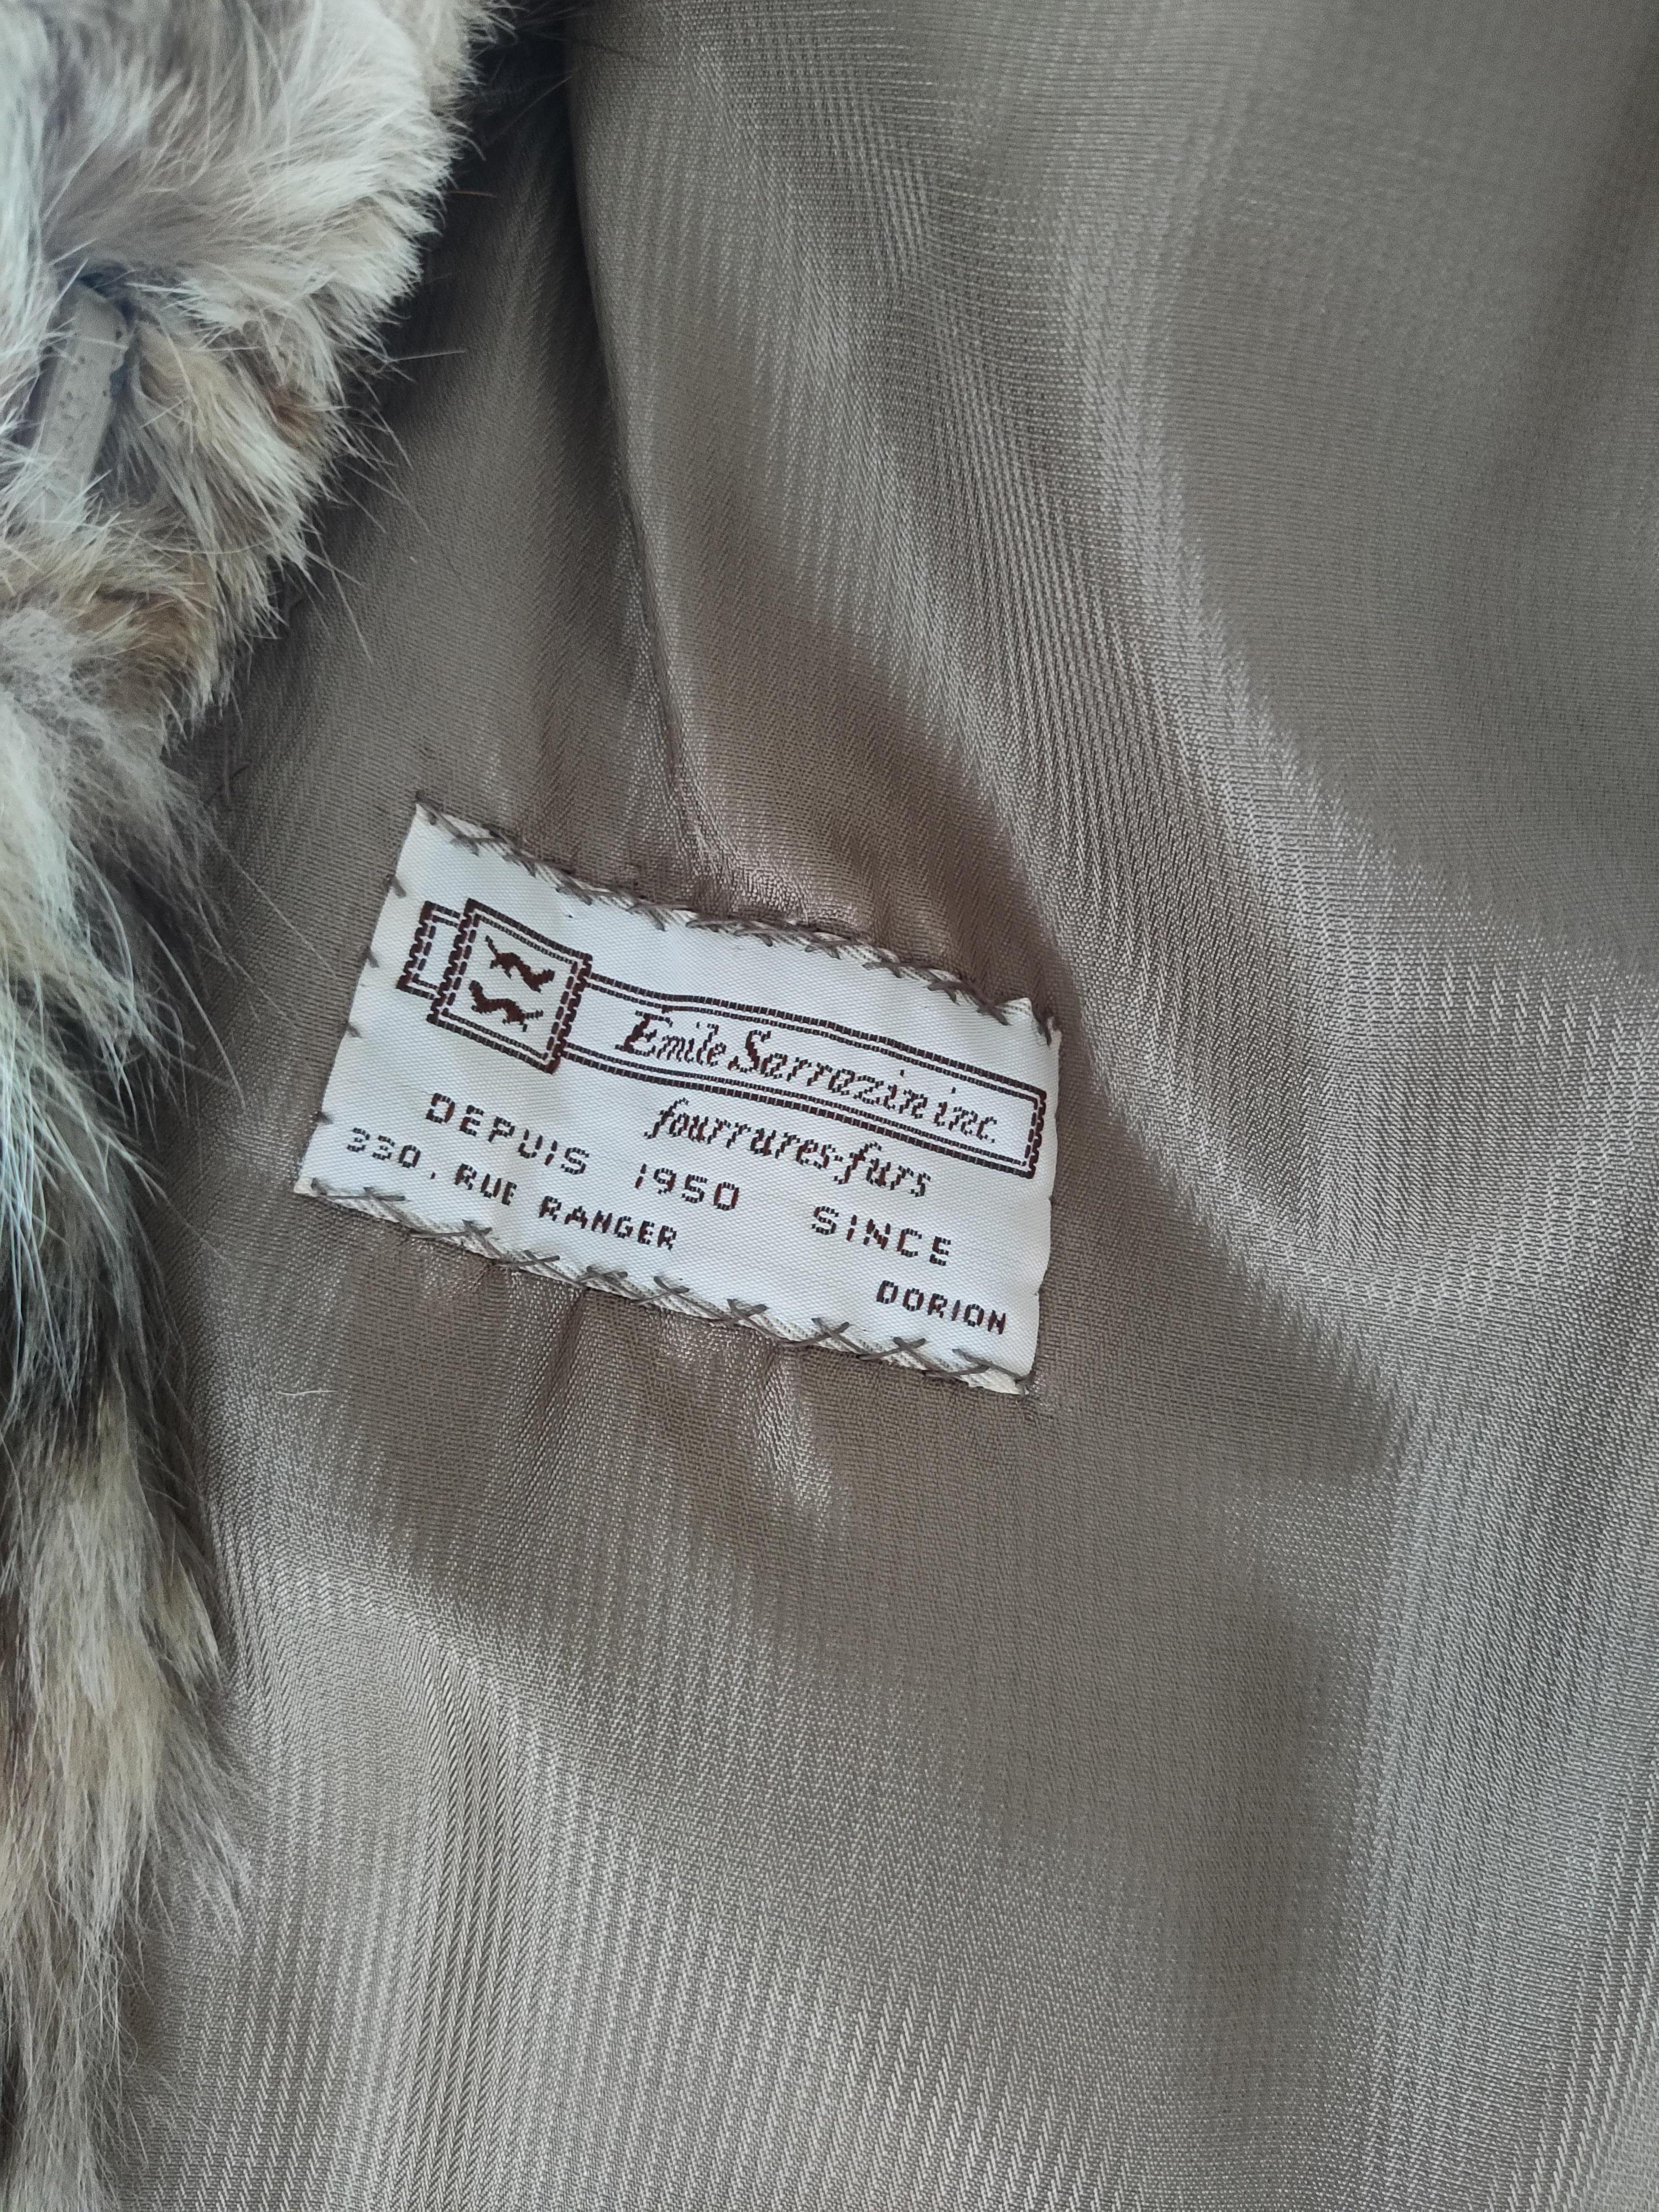 Emile Sarrazin inc.
fourrures-furs
DEPUIS 1950 SINCE
330, RUE RANGER
DORION